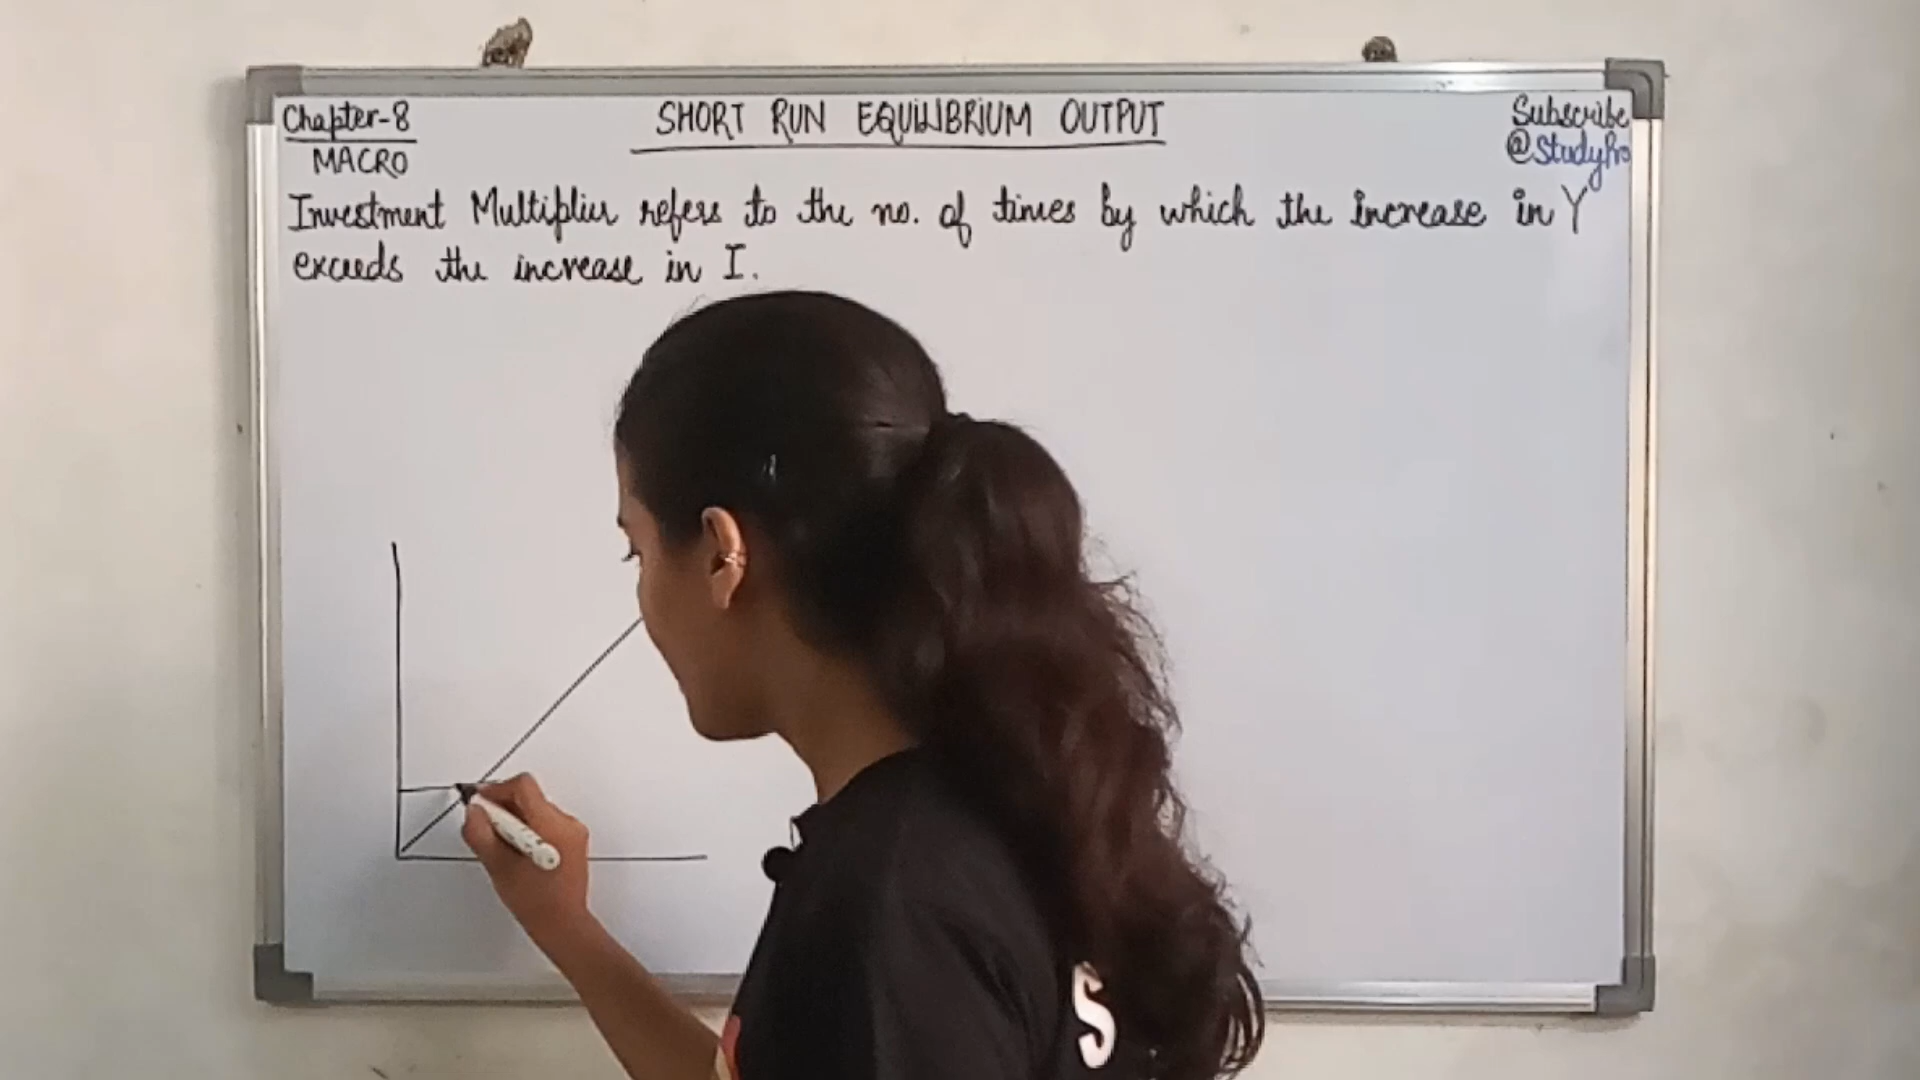 Chapter-8
MACRO
SHORT RUN EQUILIBRIUM OUTPUT
Subscribe
@StudyPro
Investment Multiplier refers to the no. of times by which the increase in Y
exceeds the increase in I.
S